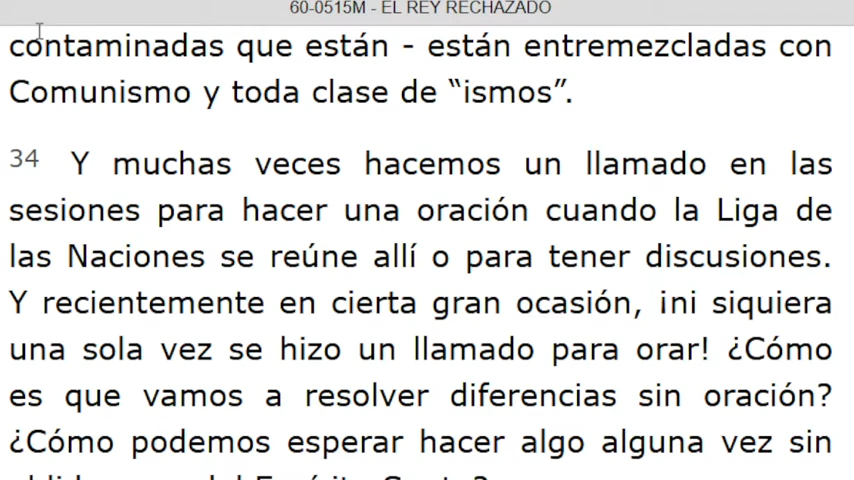 60-0515M - EL REY RECHAZADO
contaminadas que están - están entremezcladas con
Comunismo y toda clase de “ismos”.
34 Y muchas veces hacemos un llamado en las
sesiones para hacer una oración cuando la Liga de
las Naciones se reúne allí o para tener discusiones.
Y recientemente en cierta gran ocasión, ¡ni siquiera
una sola vez se hizo un llamado para orar! ¿Cómo
es que vamos a resolver diferencias sin oración?
¿Cómo podemos esperar hacer algo alguna vez sin